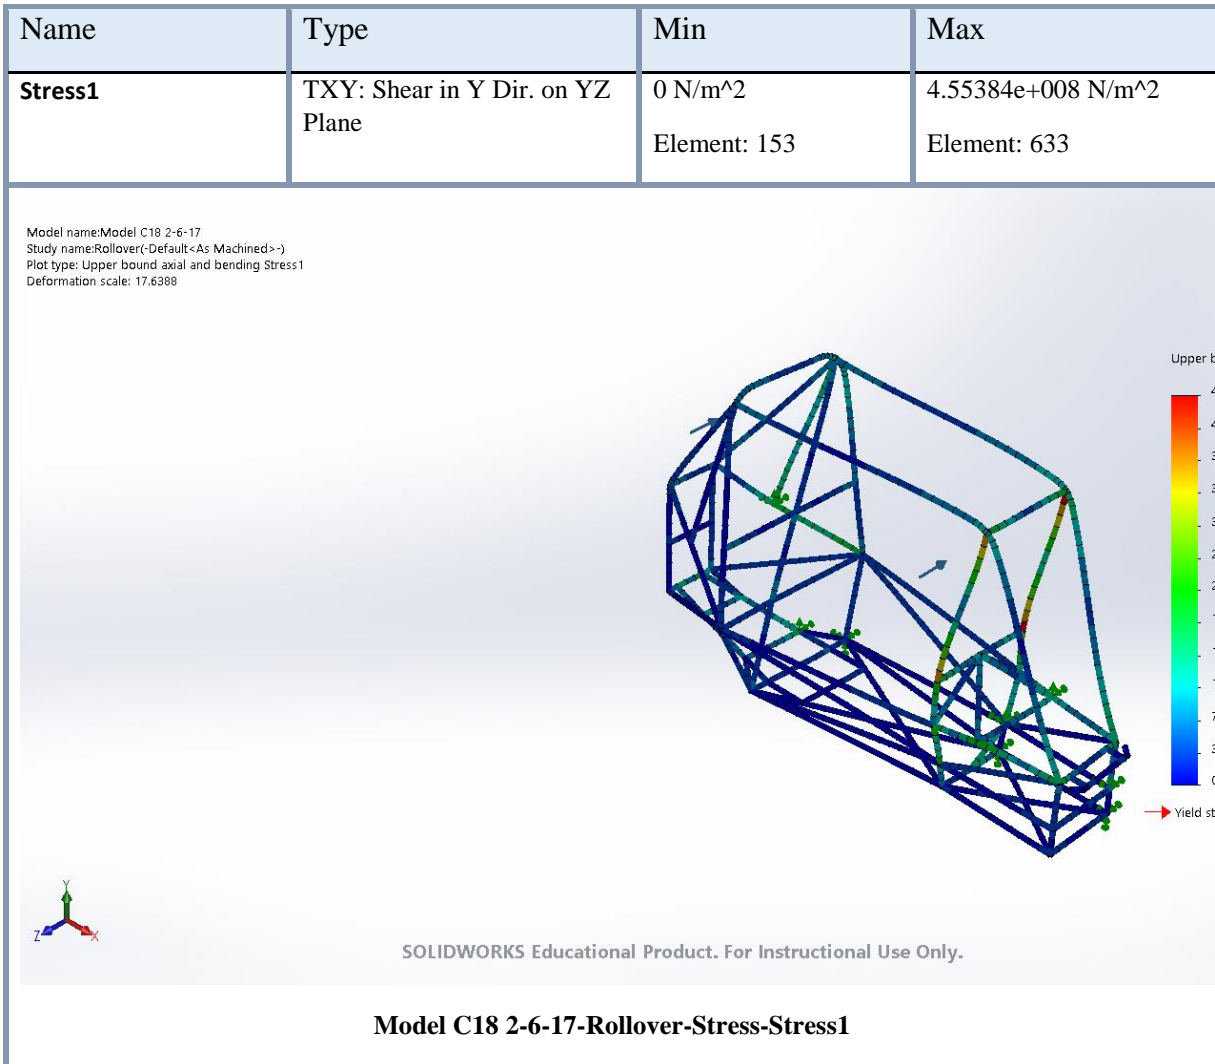 Name Type Min Max
Stress1 TXY: Shear in Y Dir. on YZ Plane 0 N/m^2 4.55384e+008 N/m^2
Element: 153 Element: 633
Model name:Model C18 2-6-17
Study name:Rollover(-Default<As Machined>-)
Plot type: Upper bound axial and bending Stress1
Deformation scale: 17.6388
Upper
Yield
Y
Z X
SOLIDWORKS Educational Product. For Instructional Use Only.
Model C18 2-6-17-Rollover-Stress-Stress1